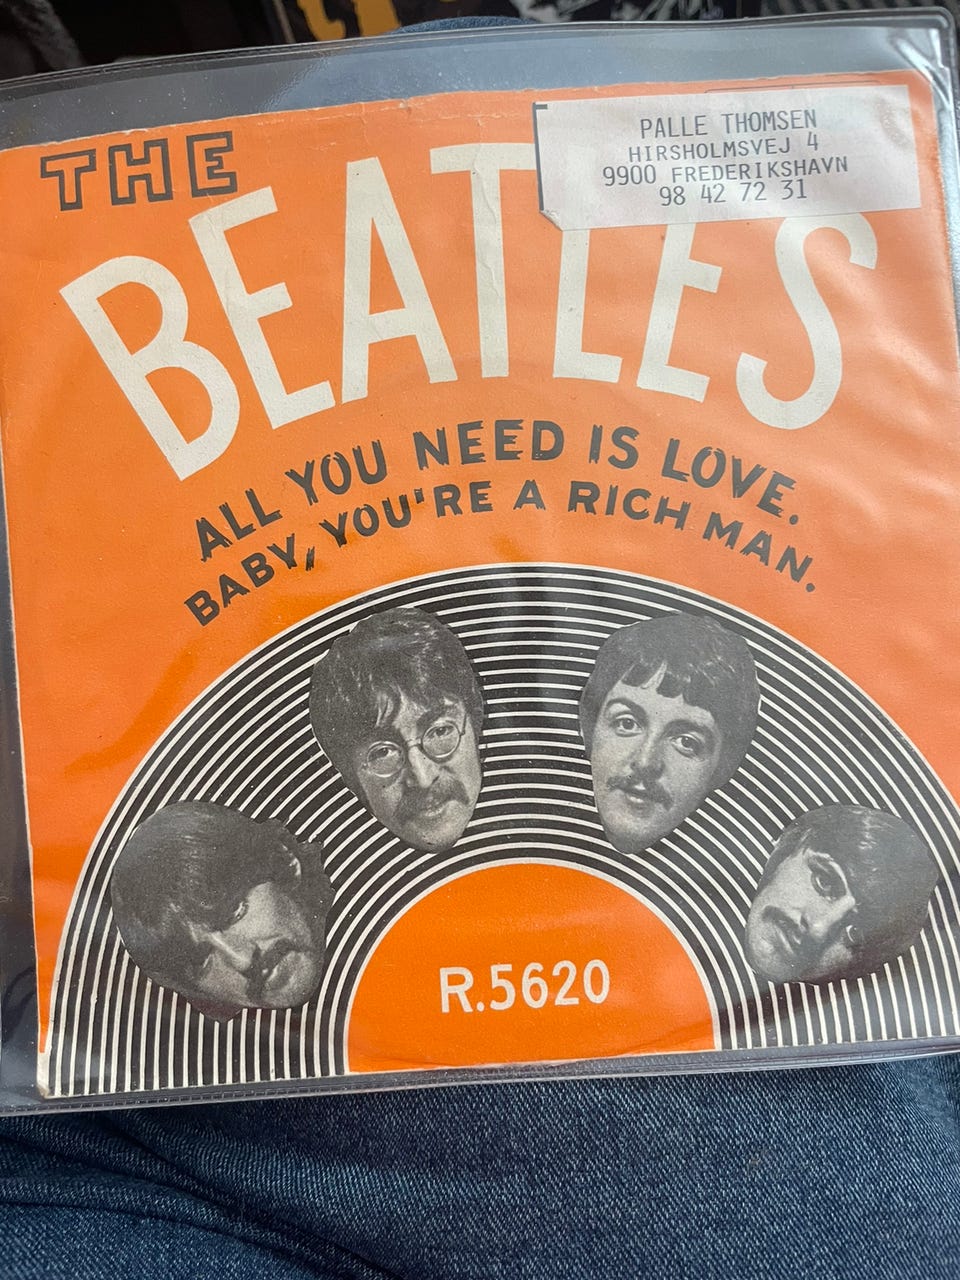 THE
BEATLES
PALLE THOMSEN
HIRSHOLMSVEJ 4
9900 FREDERIKSHAVN
98 42 72 31
ALL YOU NEED IS LOVE.
BABY, YOU'RE A RICH MAN.
R.5620